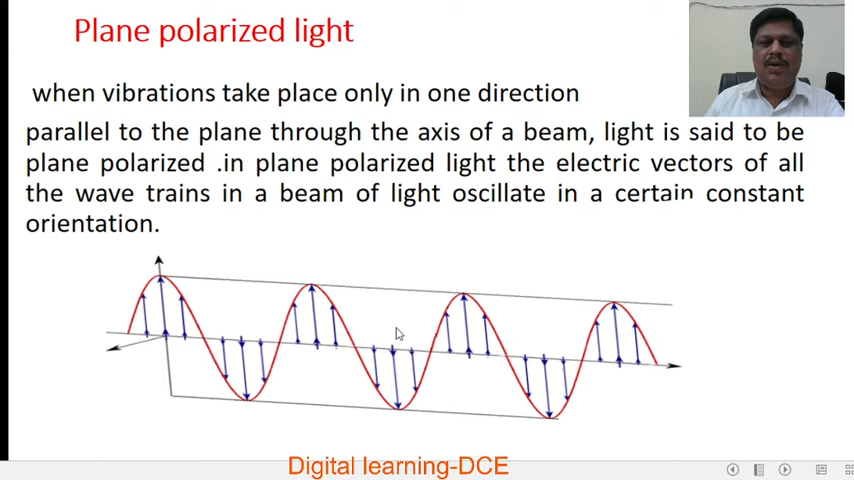 Plane polarized light
when vibrations take place only in one direction
parallel to the plane through the axis of a beam, light is said to be
plane polarized .in plane polarized light the electric vectors of all
the wave trains in a beam of light oscillate in a certain constant
orientation.
Digital learning-DCE